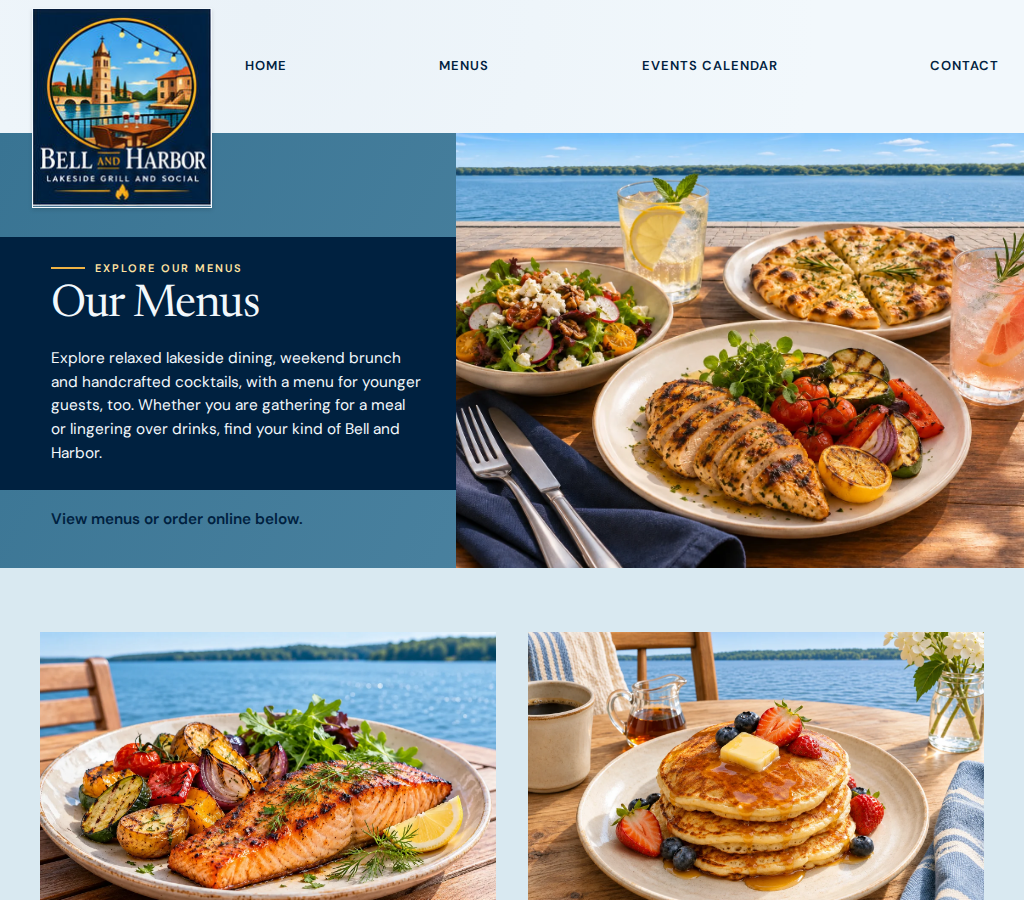 BELL AND HARBOR
LAKESIDE GRILL AND SOCIAL
HOME
MENUS
EVENTS CALENDAR
CONTACT
EXPLORE OUR MENUS
Our Menus
Explore relaxed lakeside dining, weekend brunch
and handcrafted cocktails, with a menu for younger
guests, too. Whether you are gathering for a meal
or lingering over drinks, find your kind of Bell and
Harbor.
View menus or order online below.